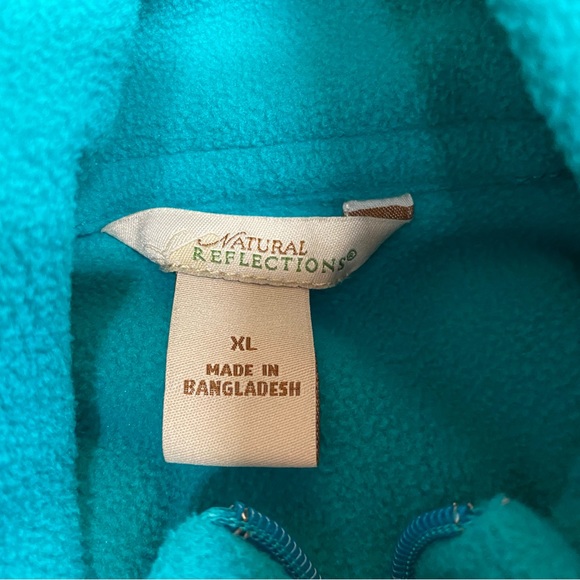 NATURAL
REFLECTIONS®
XL
MADE IN
BANGLADESH